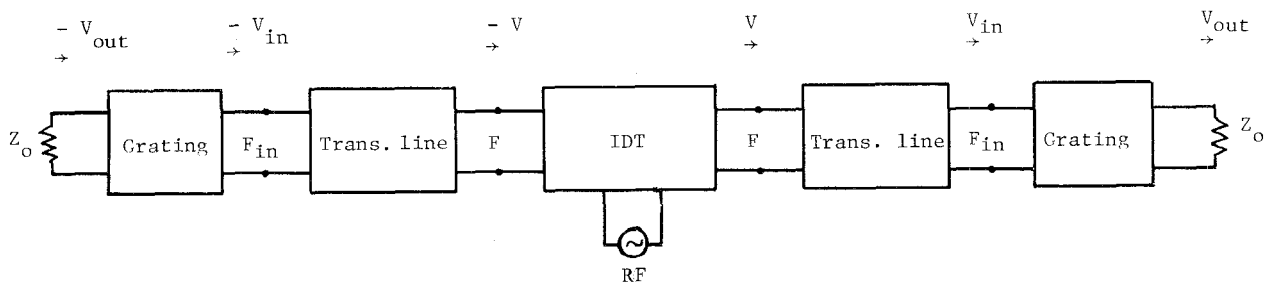 - V_out - V_in - V V V_in V_out
Z_o Grating F_in Trans. line F IDT F Trans. line F_in Grating Z_o
RF